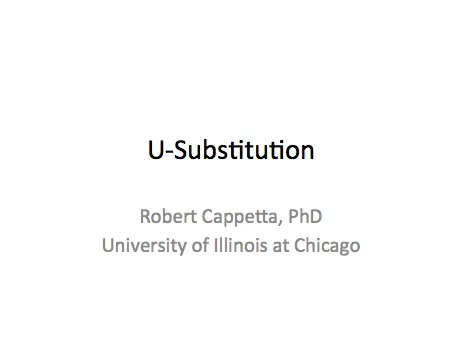 U-Substitution
Robert Cappetta, PhD
University of Illinois at Chicago